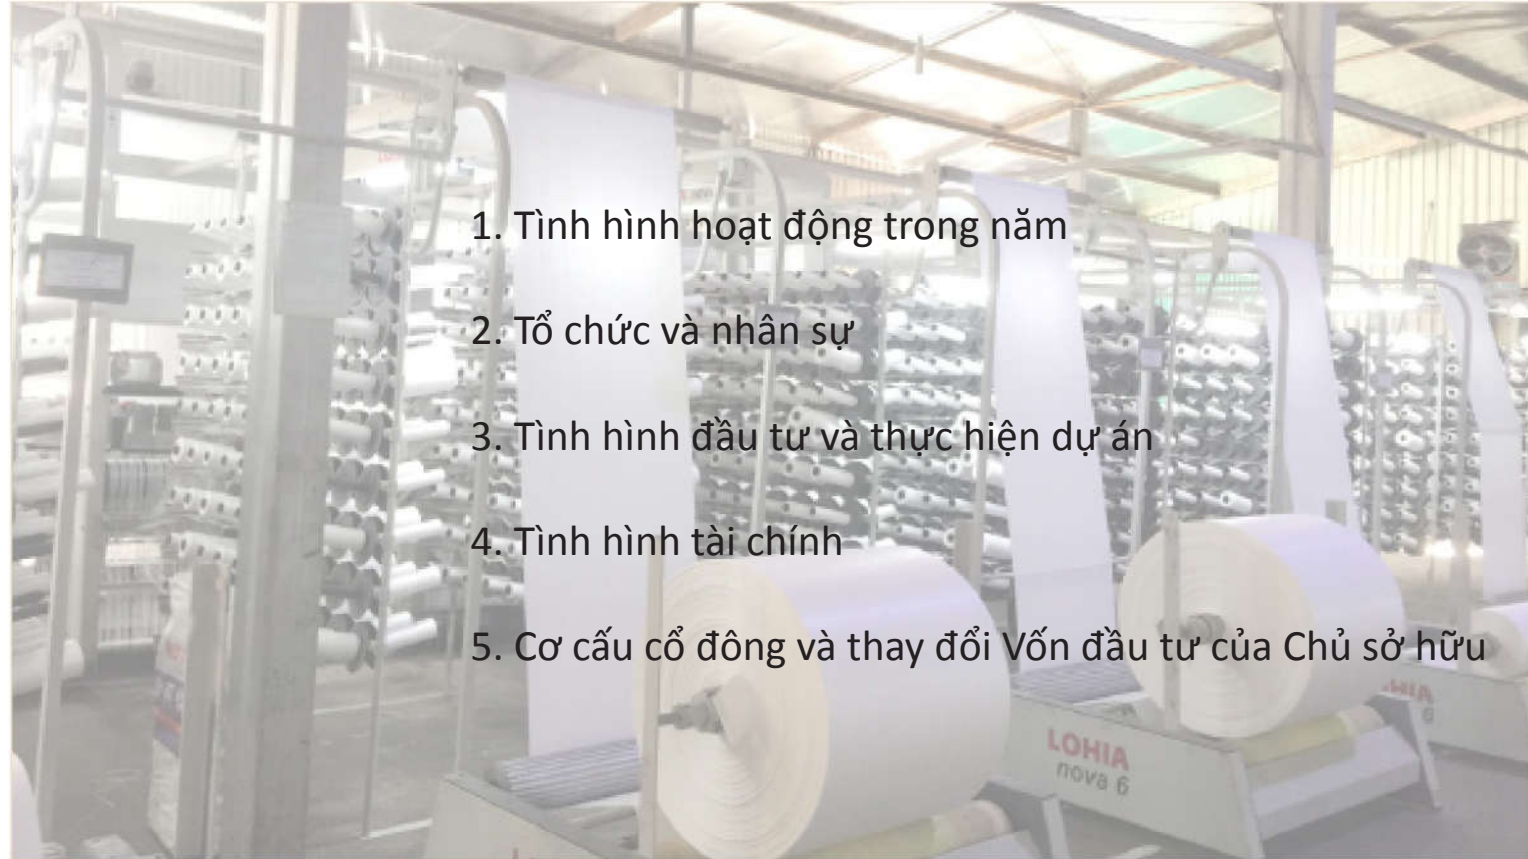 1. Tình hình hoạt động trong năm
2. Tổ chức và nhân sự
3. Tình hình đầu tư và thực hiện dự án
4. Tình hình tài chính
5. Cơ cấu cổ đông và thay đổi Vốn đầu tư của Chủ sở hữu
LOHIA
nova 6